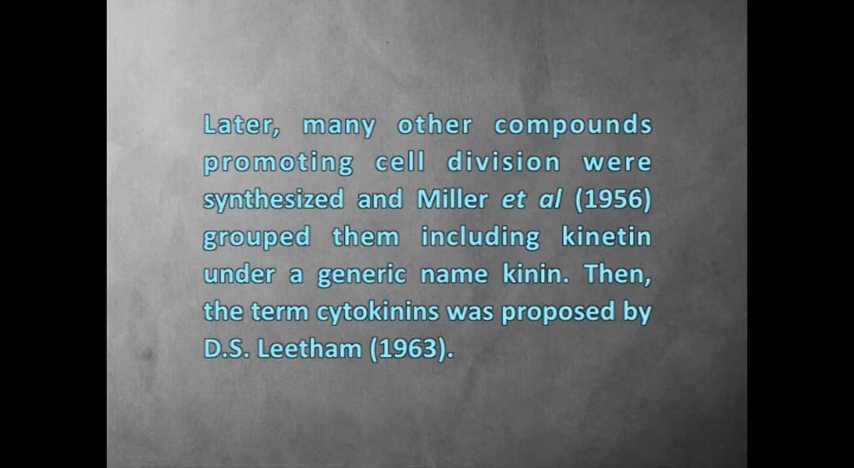 Later, many other compounds
promoting cell division were
synthesized and Miller et al (1956)
grouped them including kinetin
under a generic name kinin. Then,
the term cytokinins was proposed by
D.S. Leetham (1963).